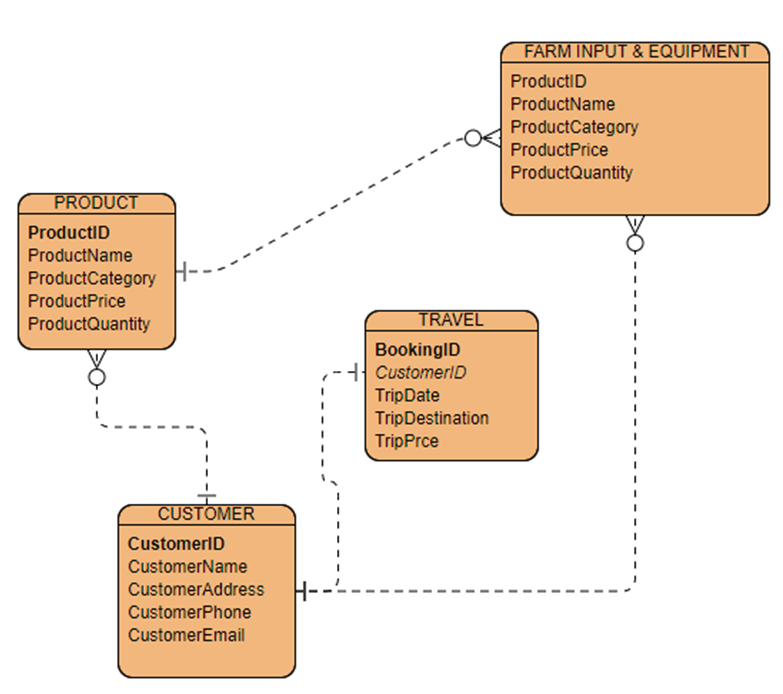 FARM INPUT & EQUIPMENT
ProductID
ProductName
ProductCategory
ProductPrice
ProductQuantity
PRODUCT
ProductID
ProductName
ProductCategory
ProductPrice
ProductQuantity
TRAVEL
BookingID
CustomerID
TripDate
TripDestination
TripPrce
CUSTOMER
CustomerID
CustomerName
CustomerAddress
CustomerPhone
CustomerEmail